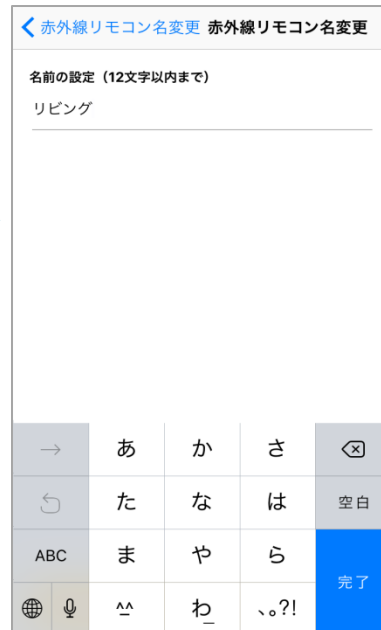 赤外線リモコン名変更 赤外線リモコン名変更
名前の設定（12文字以内まで）
リビング
→ あ か さ
た な は 空白
ABC ま や ら
完了
^^ わ_ 、。?!